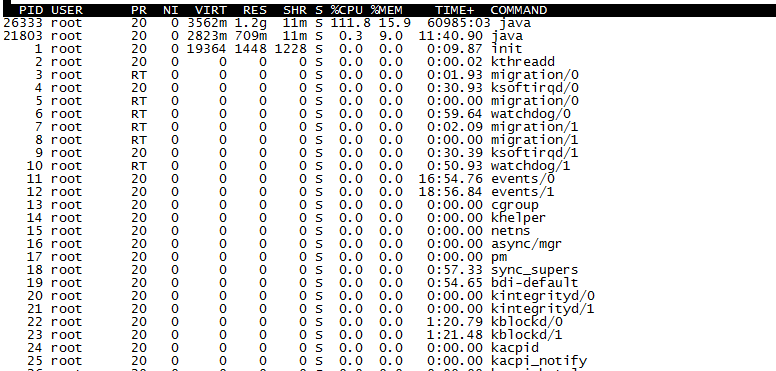 PID USER PR NI VIRT RES SHR S %CPU %MEM TIME+ COMMAND
26333 root 20 0 3562m 1.2g 11m S 111.8 15.9 60985:03 java
21803 root 20 0 2823m 709m 11m S 0.3 9.0 11:40.90 java
1 root 20 0 19364 1448 1228 S 0.0 0.0 0:09.87 init
2 root 20 0 0 0 0 S 0.0 0.0 0:00.02 kthreadd
3 root RT 0 0 0 0 S 0.0 0.0 0:01.93 migration/0
4 root 20 0 0 0 0 S 0.0 0.0 0:30.93 ksoftirqd/0
5 root RT 0 0 0 0 S 0.0 0.0 0:00.00 migration/0
6 root RT 0 0 0 0 S 0.0 0.0 0:59.64 watchdog/0
7 root RT 0 0 0 0 S 0.0 0.0 0:02.09 migration/1
8 root RT 0 0 0 0 S 0.0 0.0 0:00.00 migration/1
9 root 20 0 0 0 0 S 0.0 0.0 0:30.39 ksoftirqd/1
10 root RT 0 0 0 0 S 0.0 0.0 0:50.93 watchdog/1
11 root 20 0 0 0 0 S 0.0 0.0 16:54.76 events/0
12 root 20 0 0 0 0 S 0.0 0.0 18:56.84 events/1
13 root 20 0 0 0 0 S 0.0 0.0 0:00.00 cgroup
14 root 20 0 0 0 0 S 0.0 0.0 0:00.00 khelper
15 root 20 0 0 0 0 S 0.0 0.0 0:00.00 netns
16 root 20 0 0 0 0 S 0.0 0.0 0:00.00 async/mgr
17 root 20 0 0 0 0 S 0.0 0.0 0:00.00 pm
18 root 20 0 0 0 0 S 0.0 0.0 0:57.33 sync_supers
19 root 20 0 0 0 0 S 0.0 0.0 0:54.65 bdi-default
20 root 20 0 0 0 0 S 0.0 0.0 0:00.00 kintegrityd/0
21 root 20 0 0 0 0 S 0.0 0.0 0:00.00 kintegrityd/1
22 root 20 0 0 0 0 S 0.0 0.0 1:20.79 kblockd/0
23 root 20 0 0 0 0 S 0.0 0.0 1:21.48 kblockd/1
24 root 20 0 0 0 0 S 0.0 0.0 0:00.00 kacpid
25 root 20 0 0 0 0 S 0.0 0.0 0:00.00 kacpi_notify